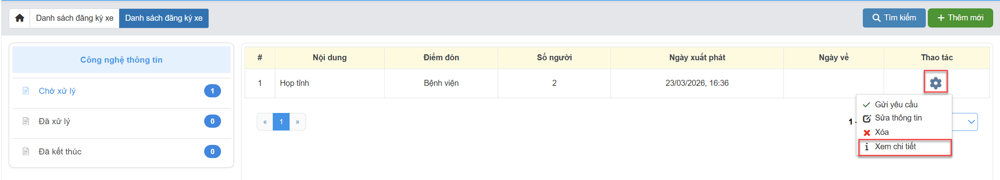 Danh sách đăng ký xe
Danh sách đăng ký xe
Tìm kiếm
Thêm mới
Công nghệ thông tin
Chờ xử lý 1
Đã xử lý 0
Đã kết thúc 0
# Nội dung Điểm đón Số người Ngày xuất phát Ngày về Thao tác
1 Họp tỉnh Bệnh viện 2 23/03/2026, 16:36
Gửi yêu cầu
Sửa thông tin
Xóa
Xem chi tiết
« 1 »
1 -